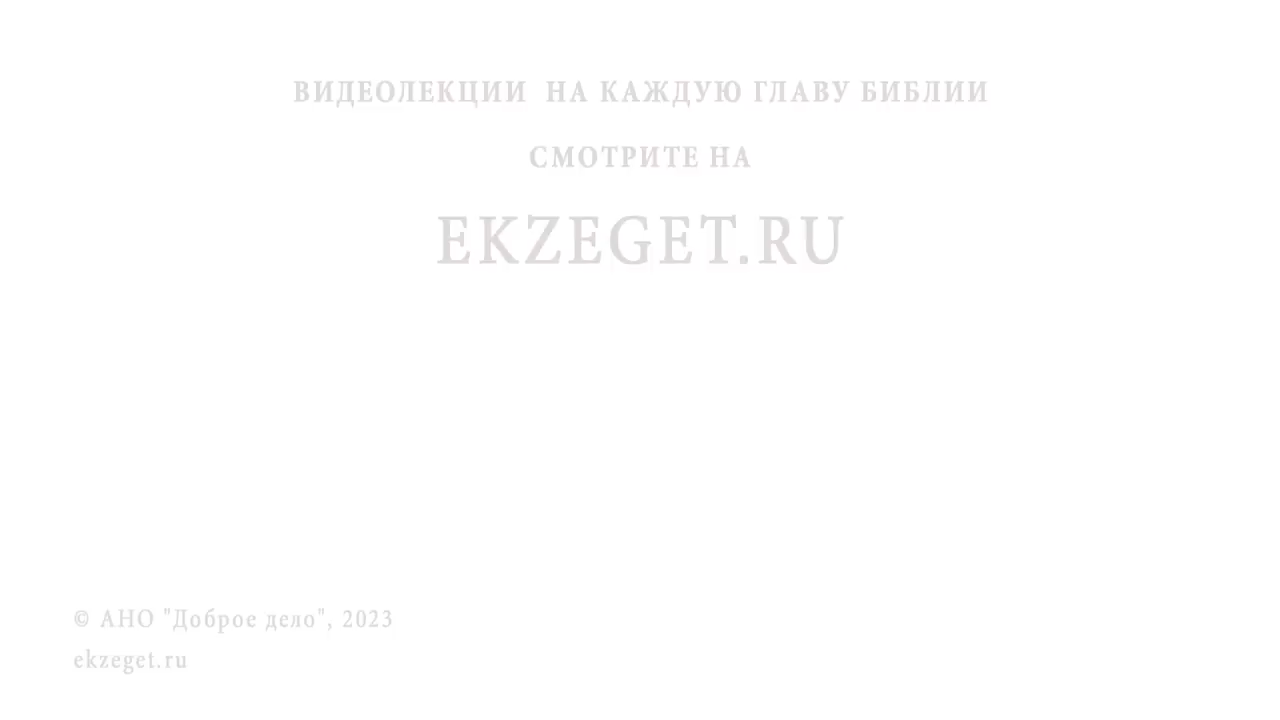 ВИДЕОЛЕКЦИИ НА КАЖДУЮ ГЛАВУ БИБЛИИ
СМОТРИТЕ НА
EKZEGET.RU
© АНО "Доброе дело", 2023
ekzeget.ru